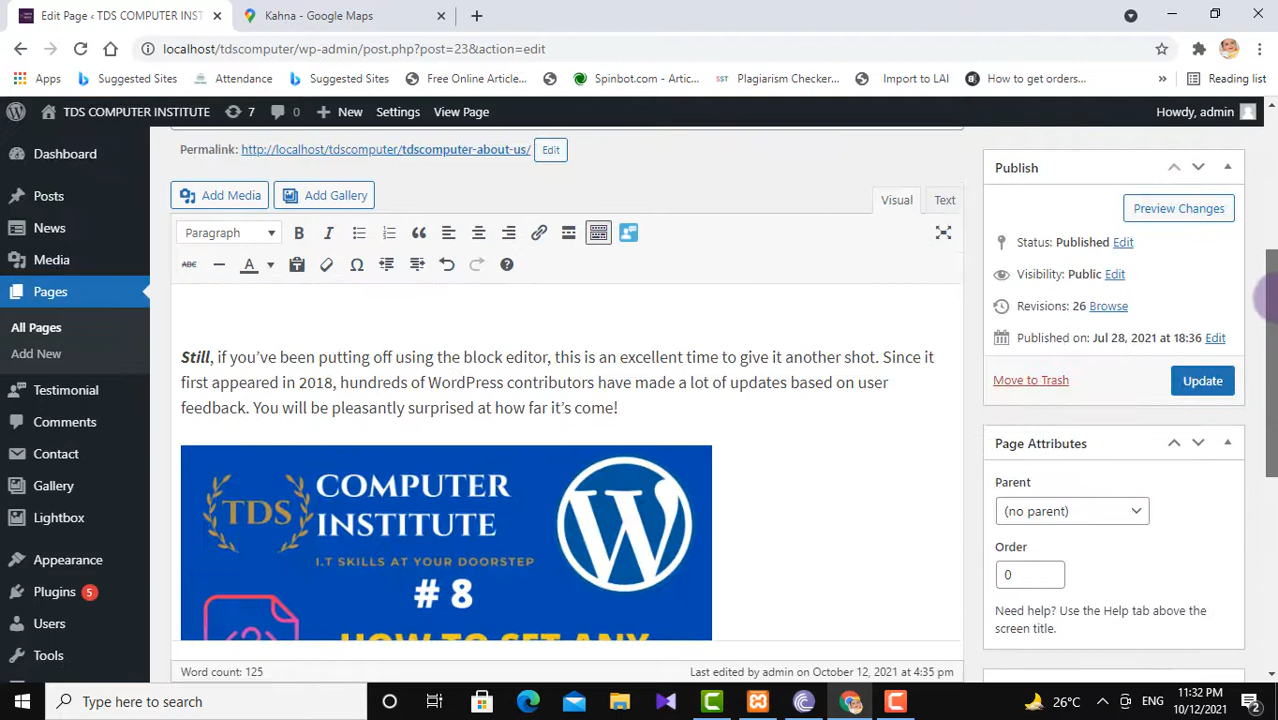 Edit Page ‹ TDS COMPUTER INST
Kahna - Google Maps
localhost/tdscomputer/wp-admin/post.php?post=23&action=edit
Apps
Suggested Sites
Attendance
Suggested Sites
Free Online Article...
Spinbot.com - Artic...
SST
Plagiarism Checker...
Import to LAI
How to get orders...
»
Reading list
TDS COMPUTER INSTITUTE
7
0
New
Settings
View Page
Howdy, admin
Dashboard
Posts
News
Media
Pages
All Pages
Add New
Testimonial
Comments
Contact
Gallery
Lightbox
Appearance
Plugins 5
Users
Tools
Permalink: http://localhost/tdscomputer/tdscomputer-about-us/ Edit
Add Media
Add Gallery
Visual
Text
Paragraph
B
I
ABC
A
Still, if you've been putting off using the block editor, this is an excellent time to give it another shot. Since it
first appeared in 2018, hundreds of WordPress contributors have made a lot of updates based on user
feedback. You will be pleasantly surprised at how far it's come!
TDS
COMPUTER
INSTITUTE
I.T SKILLS AT YOUR DOORSTEP
# 8
HOW TO SET ANY
Word count: 125
Last edited by admin on October 12, 2021 at 4:35 pm
Publish
Preview Changes
Status: Published Edit
Visibility: Public Edit
Revisions: 26 Browse
Published on: Jul 28, 2021 at 18:36 Edit
Move to Trash
Update
Page Attributes
Parent
(no parent)
Order
0
Need help? Use the Help tab above the
screen title.
Type here to search
26°C
ENG
11:32 PM
10/12/2021
2